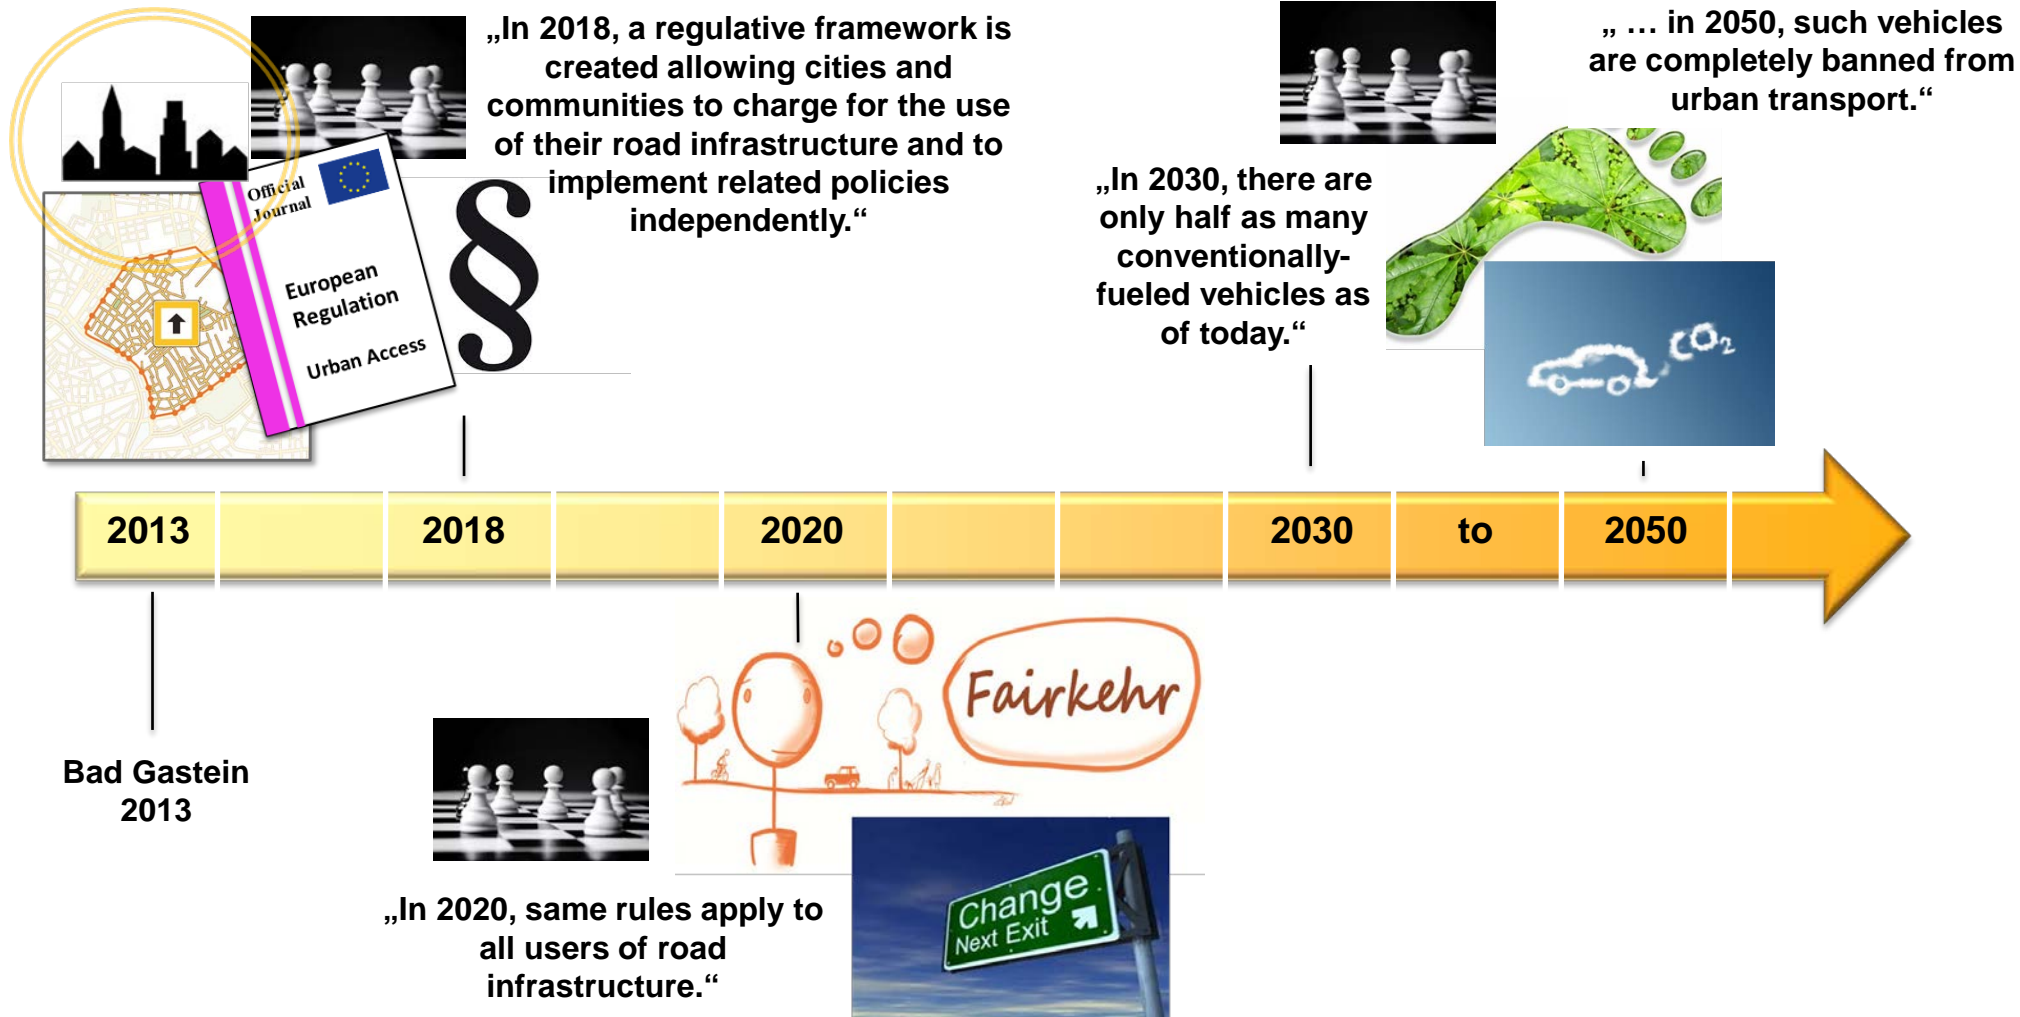 „In 2018, a regulative framework is
created allowing cities and
communities to charge for the use
of their road infrastructure and to
implement related policies
independently.“
„ … in 2050, such vehicles
are completely banned from
urban transport.“
Official
Journal
European
Regulation
Urban Access
§
„In 2030, there are
only half as many
conventionally-
fueled vehicles as
of today.“
CO2
2013
2018
2020
2030
to
2050
Bad Gastein
2013
Fairkehr
„In 2020, same rules apply to
all users of road
infrastructure.“
Change
Next Exit